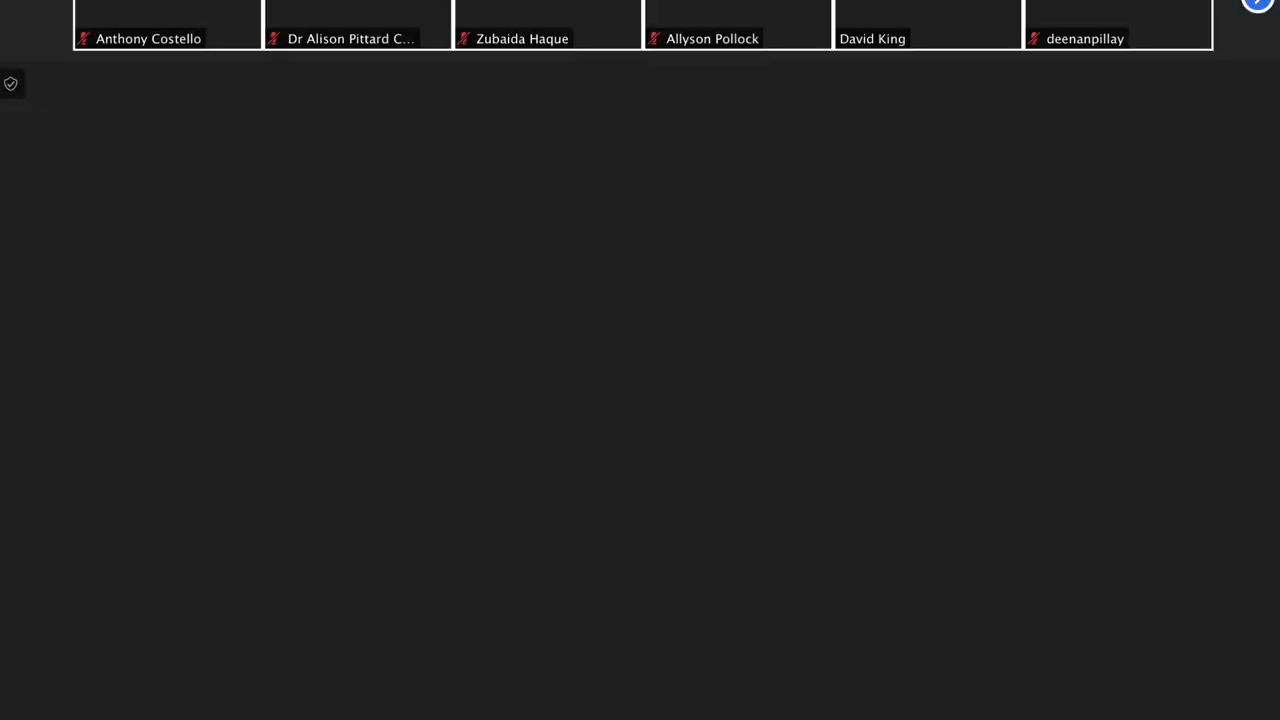 Anthony Costello
Dr Alison Pittard C...
Zubaida Haque
Allyson Pollock
David King
deenanpillay